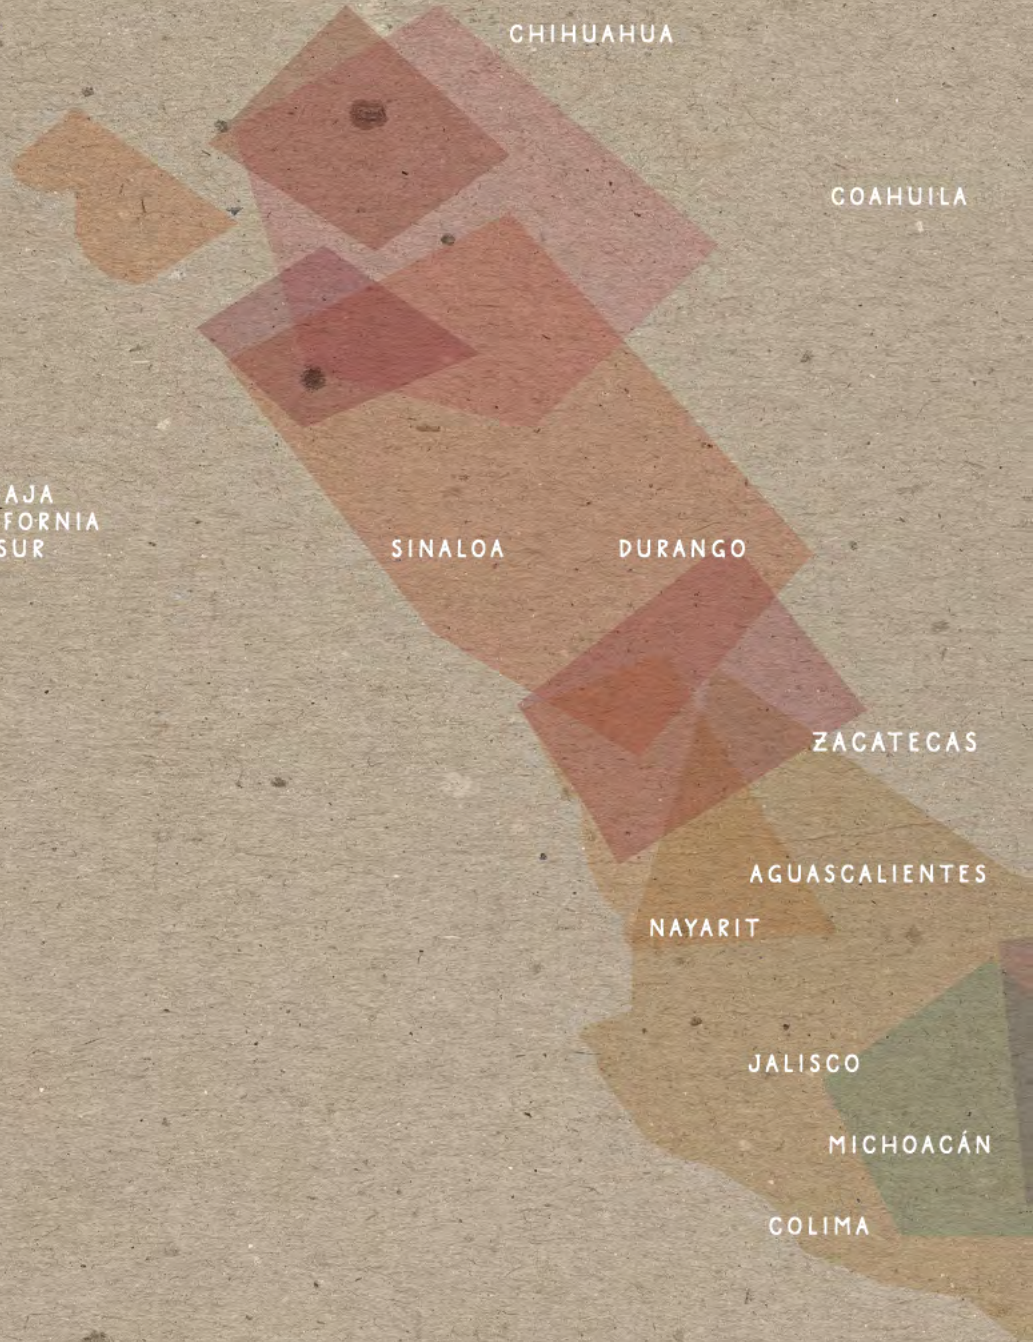 CHIHUAHUA
COAHUILA
AJA
FORNIA
SUR
SINALOA
DURANGO
ZACATECAS
AGUASCALIENTES
NAYARIT
JALISCO
MICHOACÁN
COLIMA